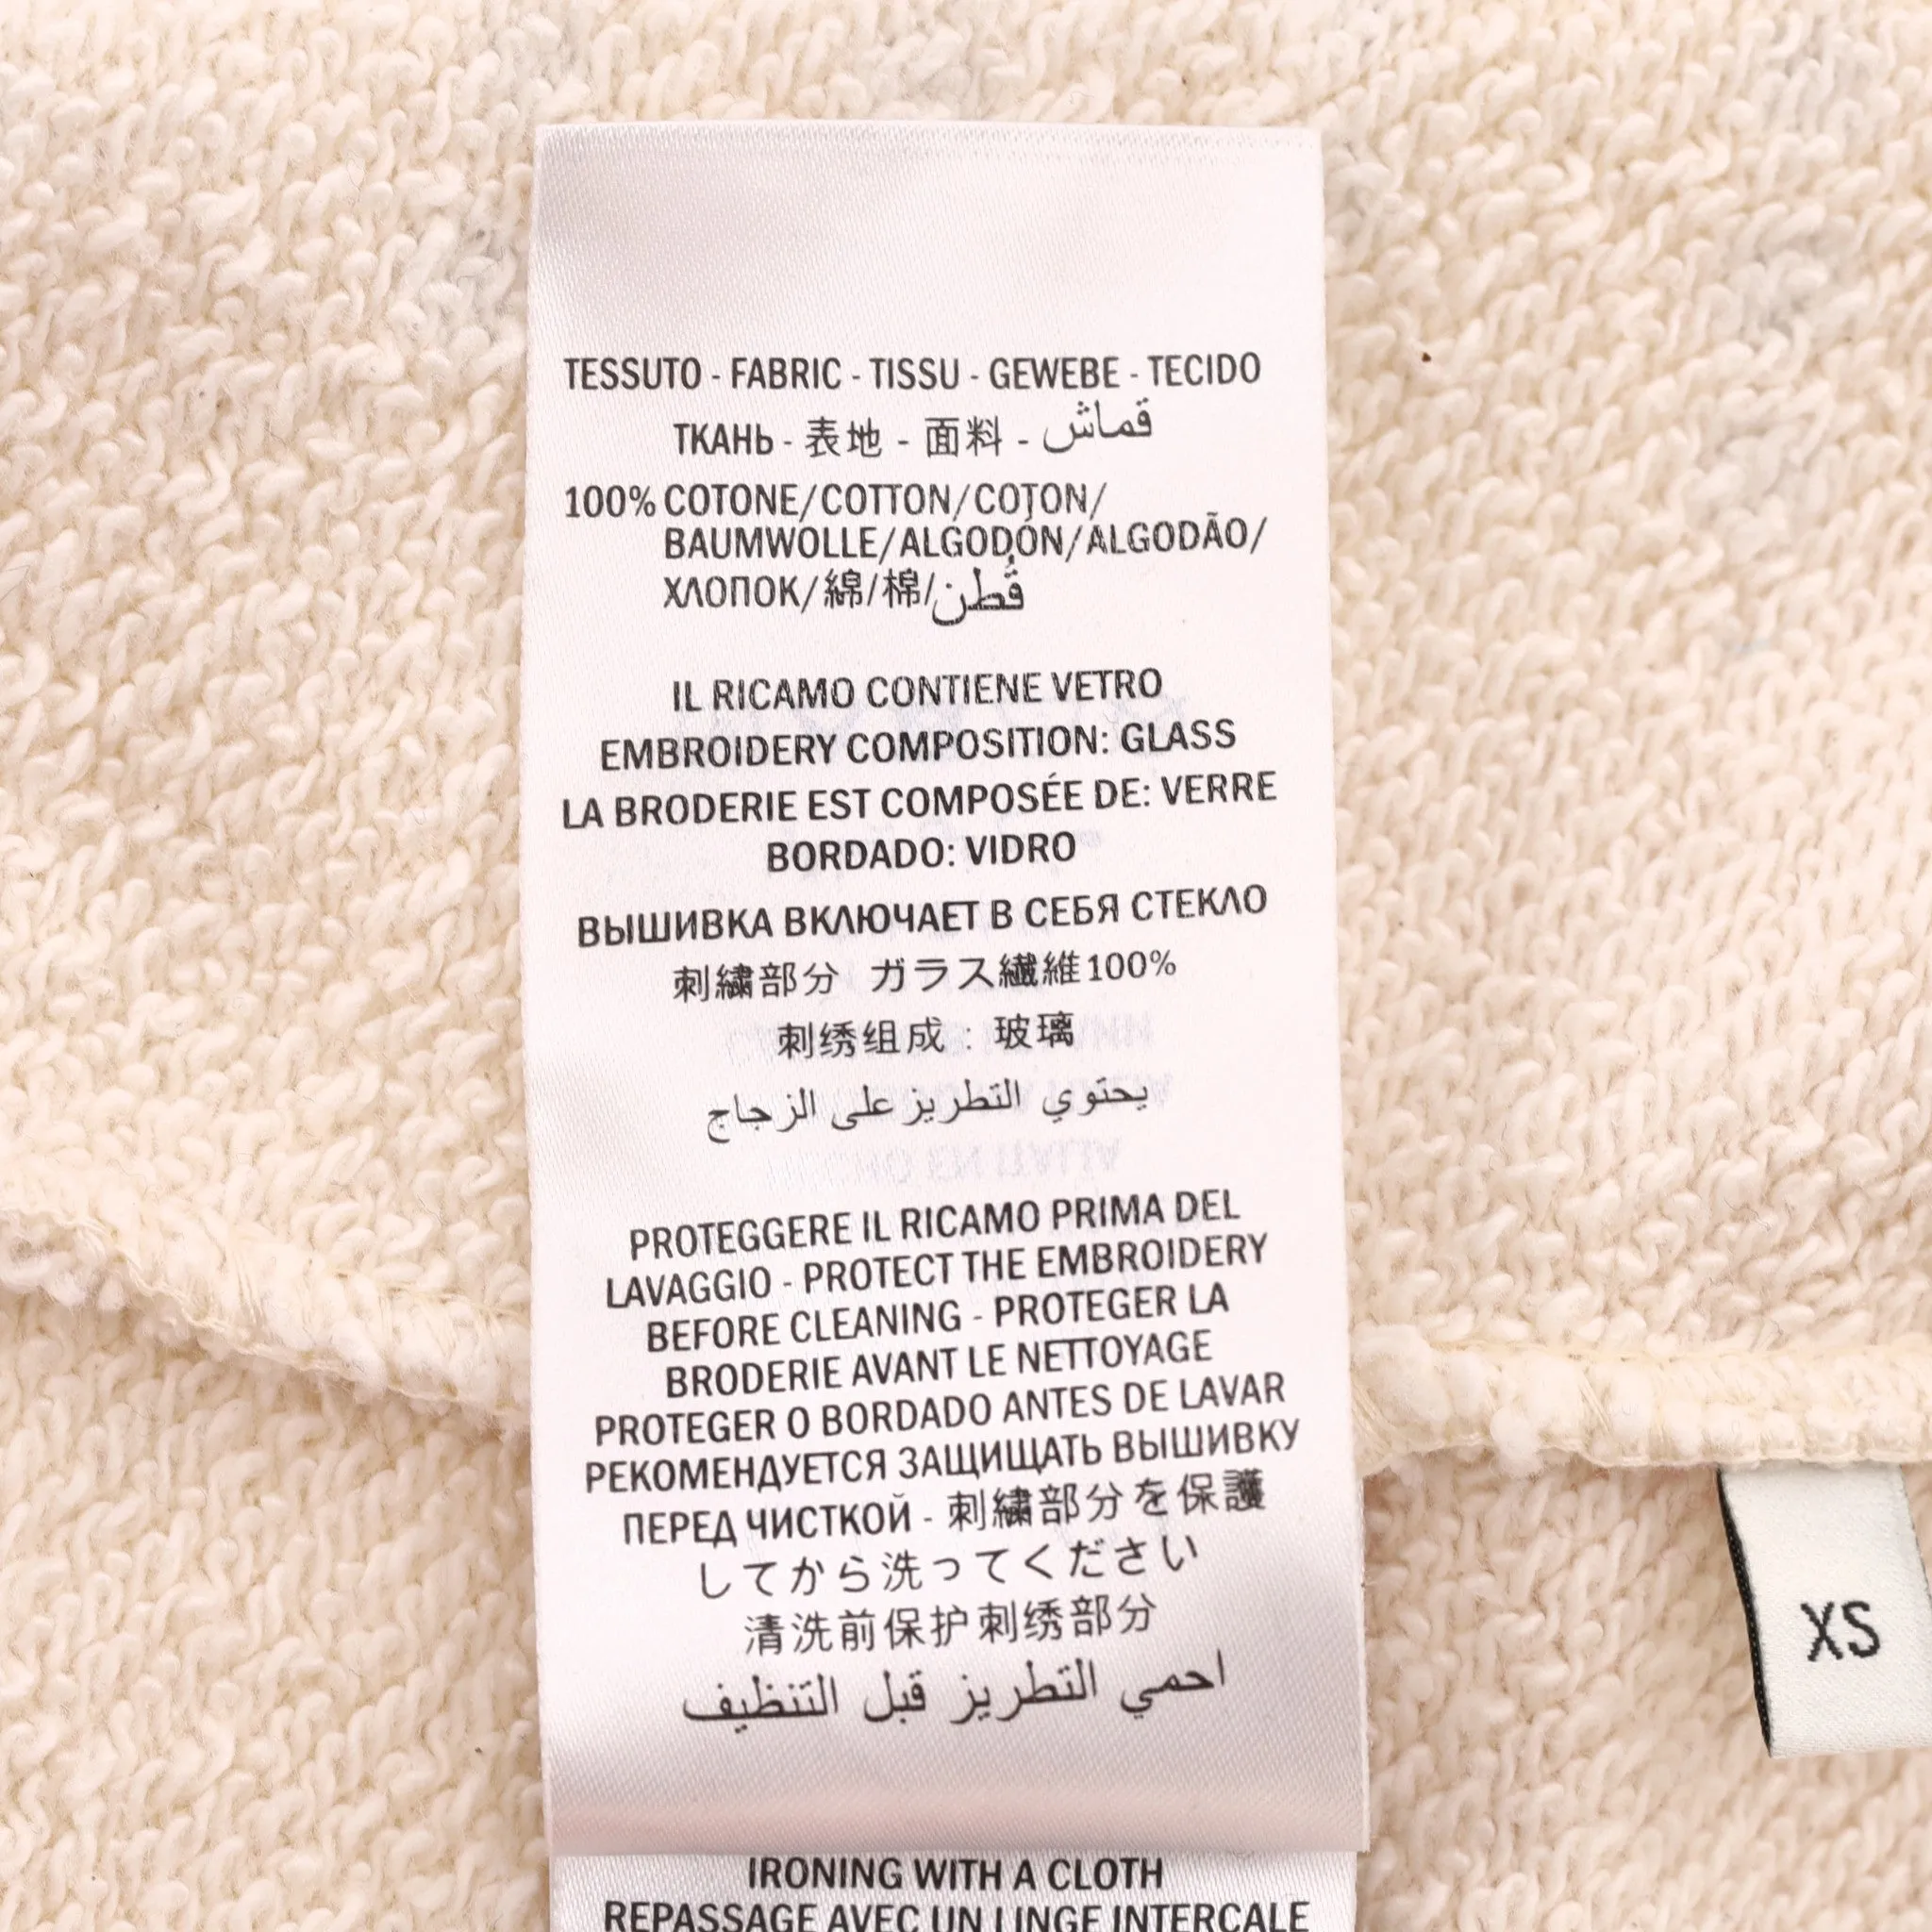 TESSUTO - FABRIC - TISSU - GEWEBE - TECIDO
ТКАНЬ - 表地 - 面料 - قماش
100% COTONE/COTTON/COTON/
BAUMWOLLE/ALGODÓN/ALGODÃO/
ХЛОПОК/綿/棉/قُطن
IL RICAMO CONTIENE VETRO
EMBROIDERY COMPOSITION: GLASS
LA BRODERIE EST COMPOSÉE DE: VERRE
BORDADO: VIDRO
ВЫШИВКА ВКЛЮЧАЕТ В СЕБЯ СТЕКЛО
刺繍部分 ガラス繊維100%
刺绣组成：玻璃
يحتوي التطريز على الزجاج
PROTEGGERE IL RICAMO PRIMA DEL
LAVAGGIO - PROTECT THE EMBROIDERY
BEFORE CLEANING - PROTEGER LA
BRODERIE AVANT LE NETTOYAGE
PROTEGER O BORDADO ANTES DE LAVAR
РЕКОМЕНДУЕТСЯ ЗАЩИЩАТЬ ВЫШИВКУ
ПЕРЕД ЧИСТКОЙ - 刺繍部分を保護
してから洗ってください
清洗前保护刺绣部分
احمي التطريز قبل التنظيف
IRONING WITH A CLOTH
REPASSAGE AVEC UN LINGE INTERCALE
XS